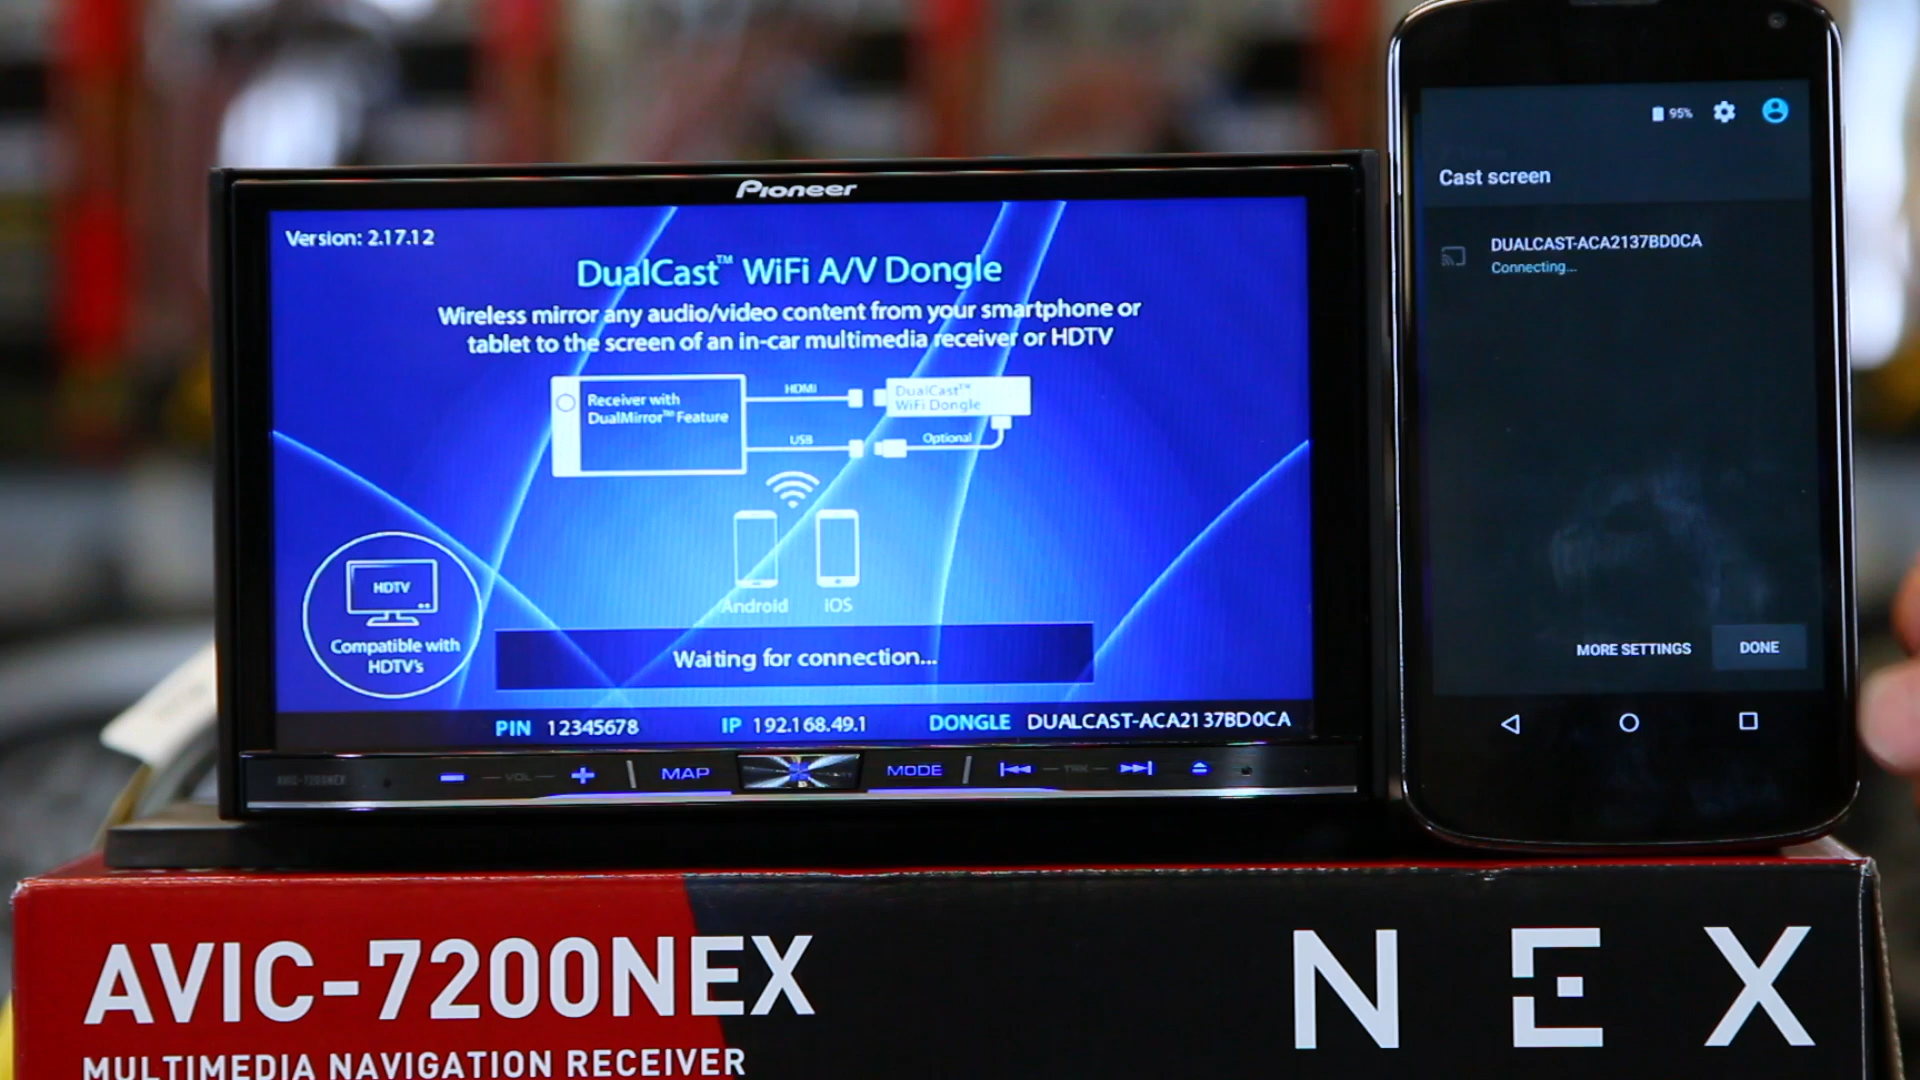 Pioneer
Version: 2.17.12
DualCast™ WiFi A/V Dongle
Wireless mirror any audio/video content from your smartphone or
tablet to the screen of an in-car multimedia receiver or HDTV
Receiver with
DualMirror™ Feature
HDMI
USB
DualCast™
WiFi Dongle
Optional
Android
iOS
HDTV
Compatible with
HDTV's
Waiting for connection...
PIN 12345678
IP 192.168.49.1
DONGLE DUALCAST-ACA2137BD0CA
AVIC-7200NEX
VOL
MAP
MODE
TRK
95%
Cast screen
DUALCAST-ACA2137BD0CA
Connecting...
MORE SETTINGS
DONE
AVIC-7200NEX
MULTIMEDIA NAVIGATION RECEIVER
NEX